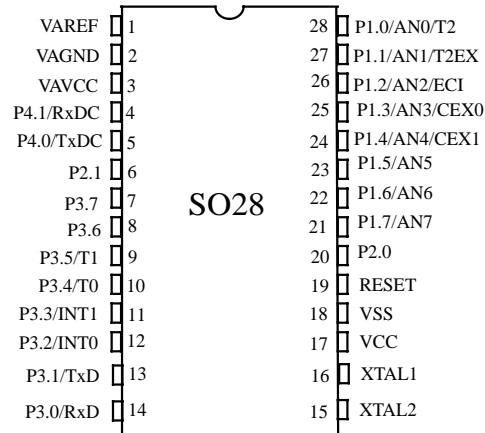 VAREF 1 28 P1.0/AN0/T2
VAGND 2 27 P1.1/AN1/T2EX
VAVCC 3 26 P1.2/AN2/ECI
P4.1/RxDC 4 25 P1.3/AN3/CEX0
P4.0/TxDC 5 24 P1.4/AN4/CEX1
P2.1 6 23 P1.5/AN5
P3.7 7 22 P1.6/AN6
SO28
P3.6 8 21 P1.7/AN7
P3.5/T1 9 20 P2.0
P3.4/T0 10 19 RESET
P3.3/INT1 11 18 VSS
P3.2/INT0 12 17 VCC
P3.1/TxD 13 16 XTAL1
P3.0/RxD 14 15 XTAL2